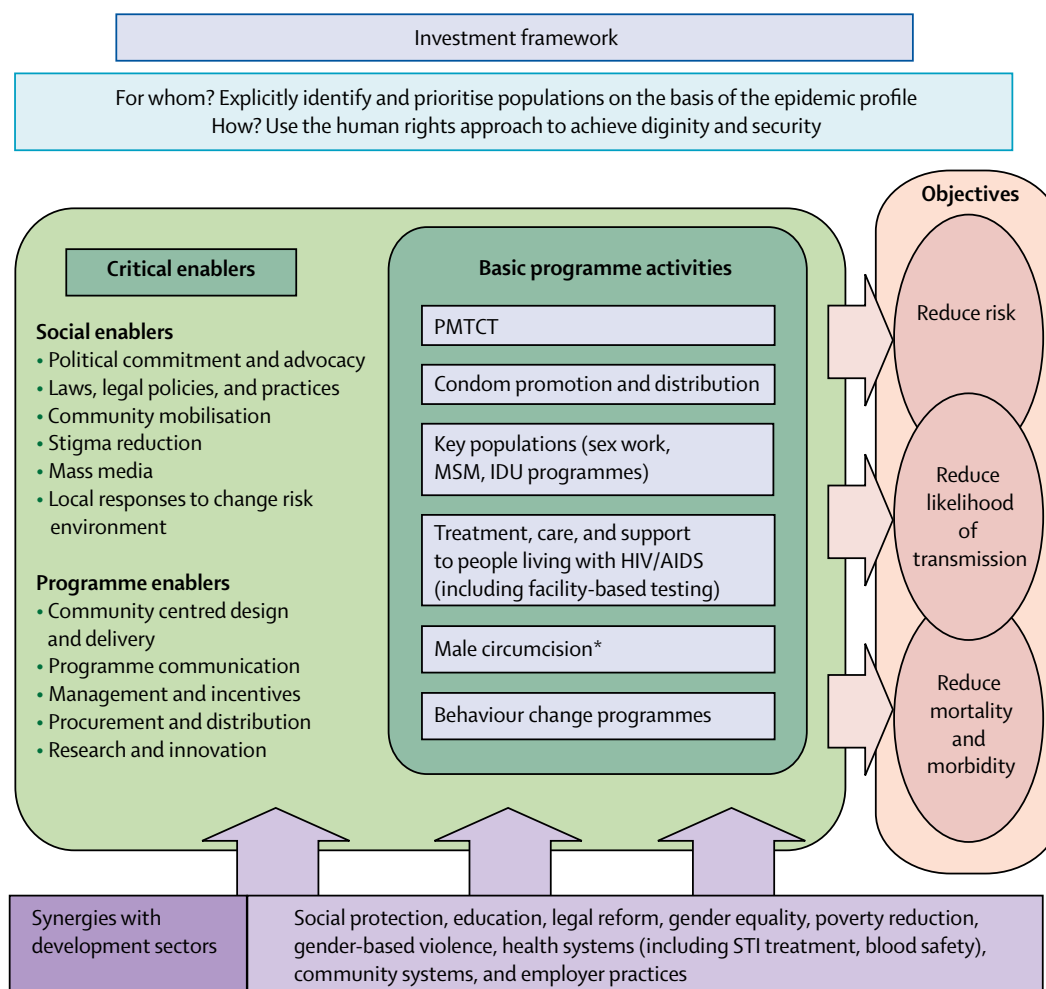 Investment framework
For whom? Explicitly identify and prioritise populations on the basis of the epidemic profile
How? Use the human rights approach to achieve diginity and security
Critical enablers
Social enablers
• Political commitment and advocacy
• Laws, legal policies, and practices
• Community mobilisation
• Stigma reduction
• Mass media
• Local responses to change risk
environment
Programme enablers
• Community centred design
and delivery
• Programme communication
• Management and incentives
• Procurement and distribution
• Research and innovation
Basic programme activities
PMTCT
Condom promotion and distribution
Key populations (sex work,
MSM, IDU programmes)
Treatment, care, and support
to people living with HIV/AIDS
(including facility-based testing)
Male circumcision*
Behaviour change programmes
Objectives
Reduce risk
Reduce
likelihood
of
transmission
Reduce
mortality
and
morbidity
Synergies with
development sectors
Social protection, education, legal reform, gender equality, poverty reduction,
gender-based violence, health systems (including STI treatment, blood safety),
community systems, and employer practices